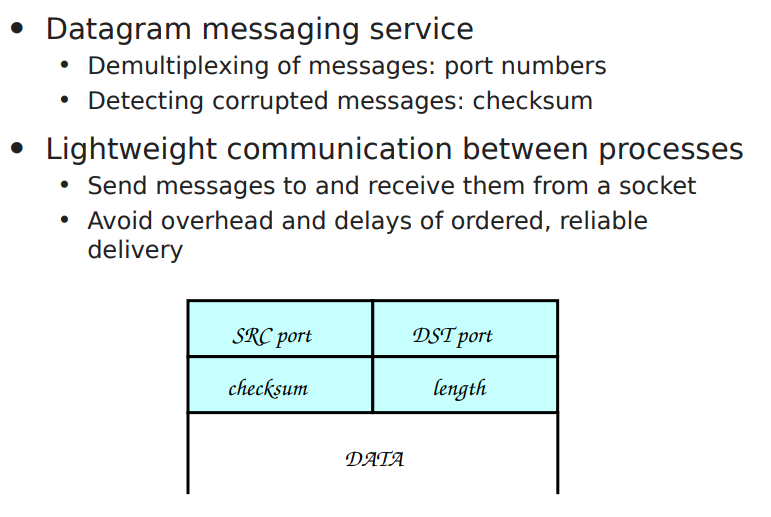 Datagram messaging service
Demultiplexing of messages: port numbers
Detecting corrupted messages: checksum
Lightweight communication between processes
Send messages to and receive them from a socket
Avoid overhead and delays of ordered, reliable
delivery
SRC port
DST port
checksum
length
DATA